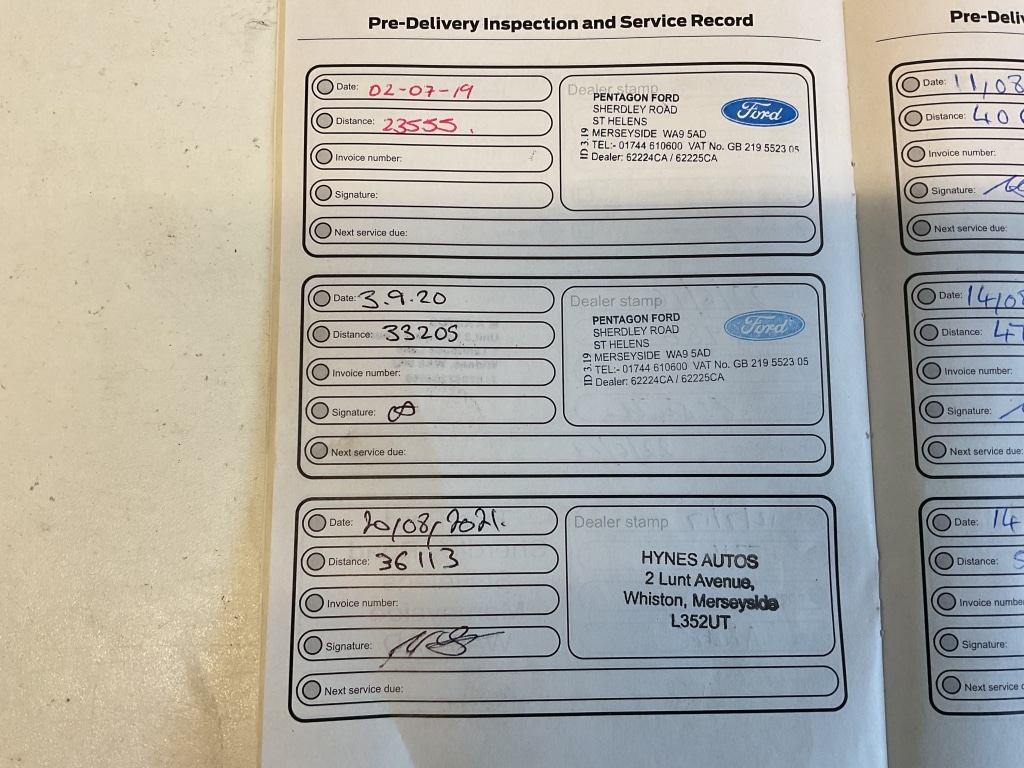 Pre-Delivery Inspection and Service Record
Date: 02-07-19
Distance: 23555.
Invoice number:
Signature:
Next service due:
Dealer stamp
PENTAGON FORD
SHERDLEY ROAD
ST HELENS
MERSEYSIDE WA9 5AD
TEL:- 01744 610600 VAT No. GB 219 5523 05
Dealer: 62224CA / 62225CA
ID 3.19
Ford
Date: 3.9.20
Distance: 33205
Invoice number:
Signature:
Next service due:
Dealer stamp
PENTAGON FORD
SHERDLEY ROAD
ST HELENS
MERSEYSIDE WA9 5AD
TEL:- 01744 610600 VAT No. GB 219 5523 05
Dealer: 62224CA / 62225CA
ID 3.19
Ford
Date: 20/08/2021.
Distance: 36113
Invoice number:
Signature:
Next service due:
Dealer stamp
HYNES AUTOS
2 Lunt Avenue,
Whiston, Merseyside
L352UT
Date: 11/08
Distance:
Invoice number:
Signature:
Next service due:
Date: 14/08
Distance: 47
Invoice number:
Signature:
Next service due:
Date: 14
Distance:
Invoice number
Signature:
Next service